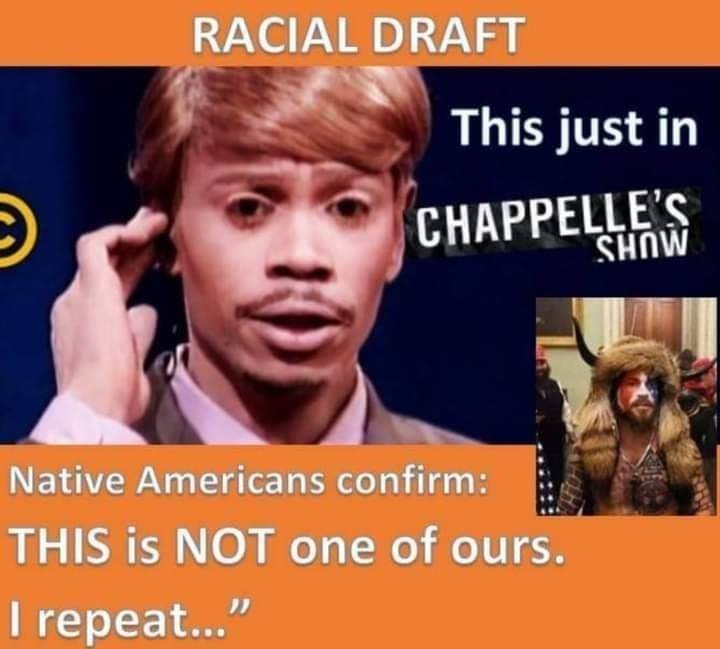 RACIAL DRAFT
This just in
CHAPPELLE'S
SHOW
Native Americans confirm:
THIS is NOT one of ours.
I repeat..."